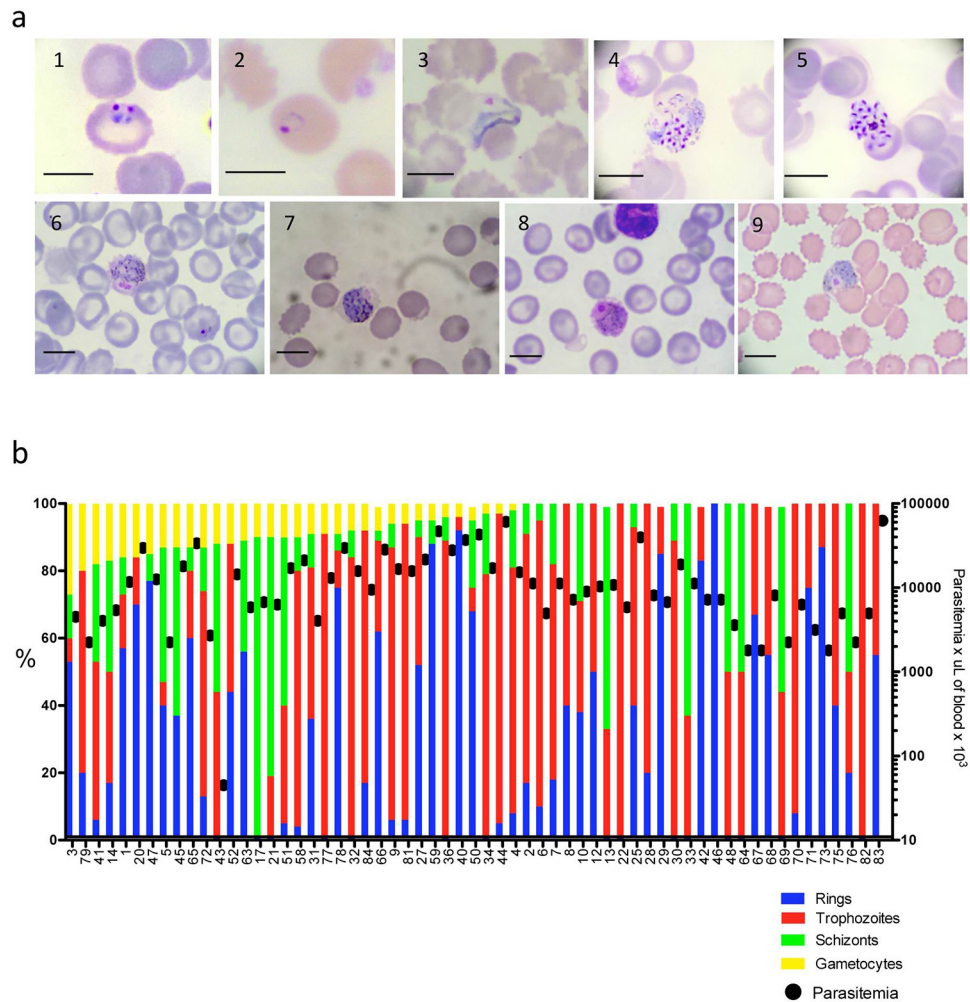 a
1 2 3 4 5
6 7 8 9
b
100 100000
80 10000
60 1000
%
40 100
20
0 10
Parasitemia x uL of blood x 10³
3 79 41 14 1 20 47 5 45 65 72 43 52 63 17 21 51 58 31 77 78 32 84 66 9 81 27 59 36 40 50 34 44 4 2 6 7 8 10 12 13 22 25 28 29 30 33 42 46 48 64 67 68 69 70 71 73 75 76 82 83
Rings
Trophozoites
Schizonts
Gametocytes
Parasitemia